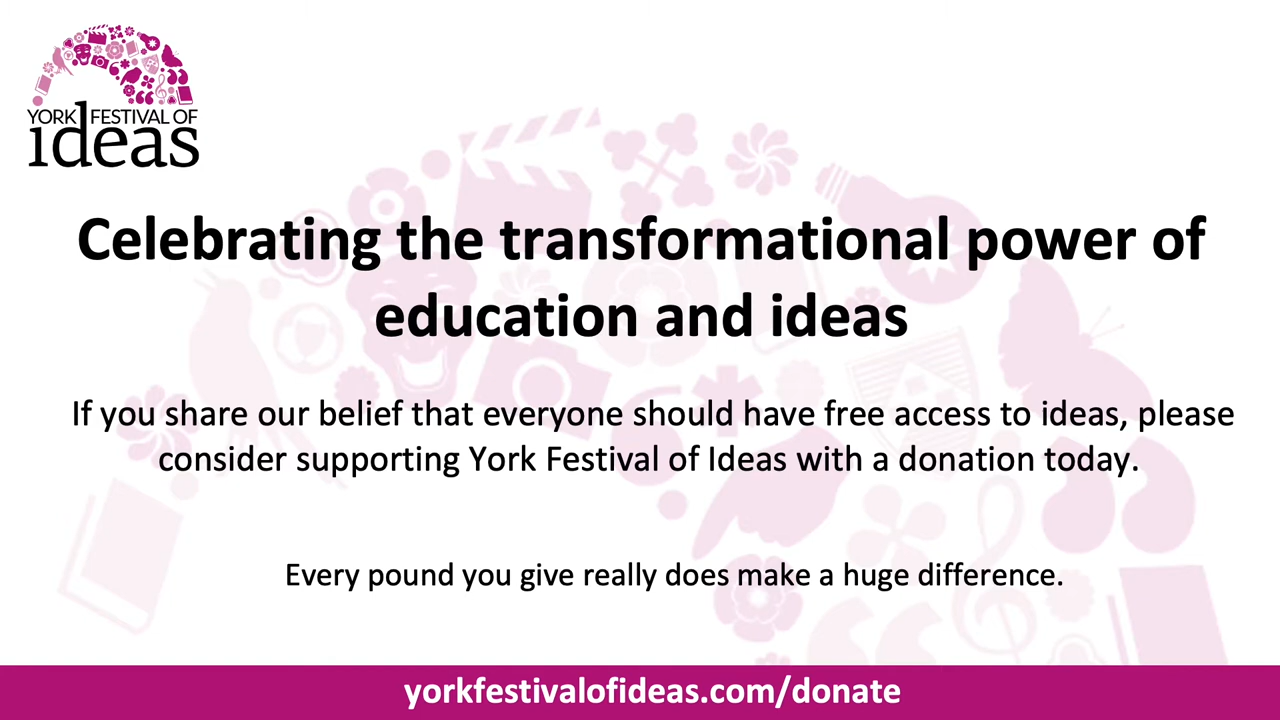 YORK FESTIVAL OF
ideas
Celebrating the transformational power of
education and ideas
If you share our belief that everyone should have free access to ideas, please
consider supporting York Festival of Ideas with a donation today.
Every pound you give really does make a huge difference.
yorkfestivalofideas.com/donate